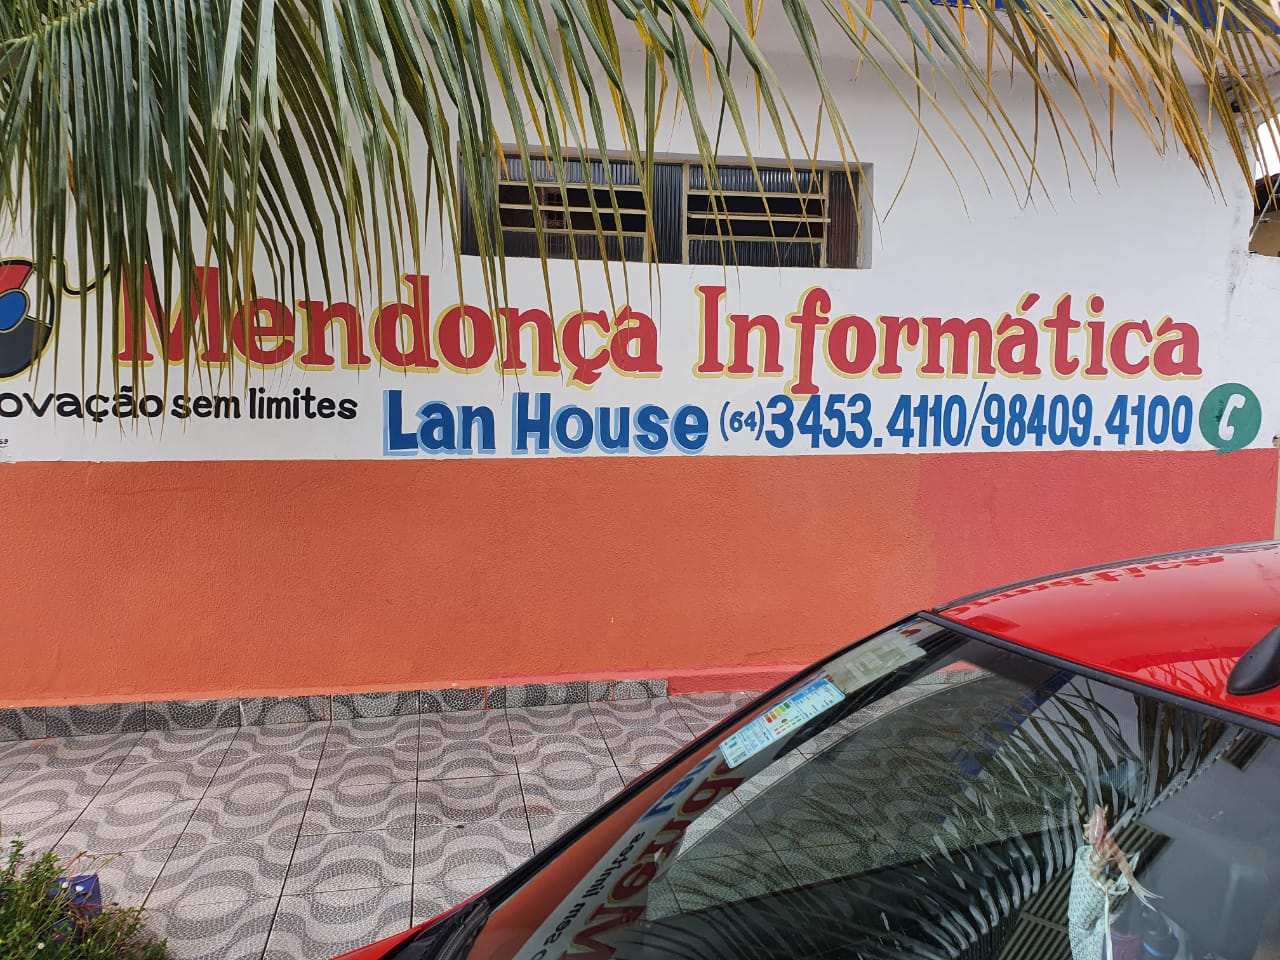 Mendonça Informática
ovação sem limites
Lan House (64)3453.4110/98409.4100